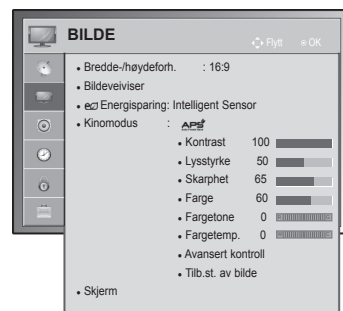 BILDE
Flytt OK
• Bredde-/høydeforh. : 16:9
• Bildeveiviser
• Energisparing: Intelligent Sensor
• Kinomodus : APS
• Kontrast 100
• Lysstyrke 50
• Skarphet 65
• Farge 60
• Fargetone 0
• Fargetemp. 0
• Avansert kontroll
• Tilb.st. av bilde
• Skjerm